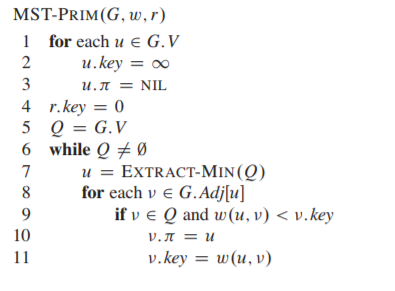 MST-PRIM(G, w, r)
1 for each u ∈ G.V
2 u.key = ∞
3 u.π = NIL
4 r.key = 0
5 Q = G.V
6 while Q ≠ ∅
7 u = EXTRACT-MIN(Q)
8 for each v ∈ G.Adj[u]
9 if v ∈ Q and w(u, v) < v.key
10 v.π = u
11 v.key = w(u, v)